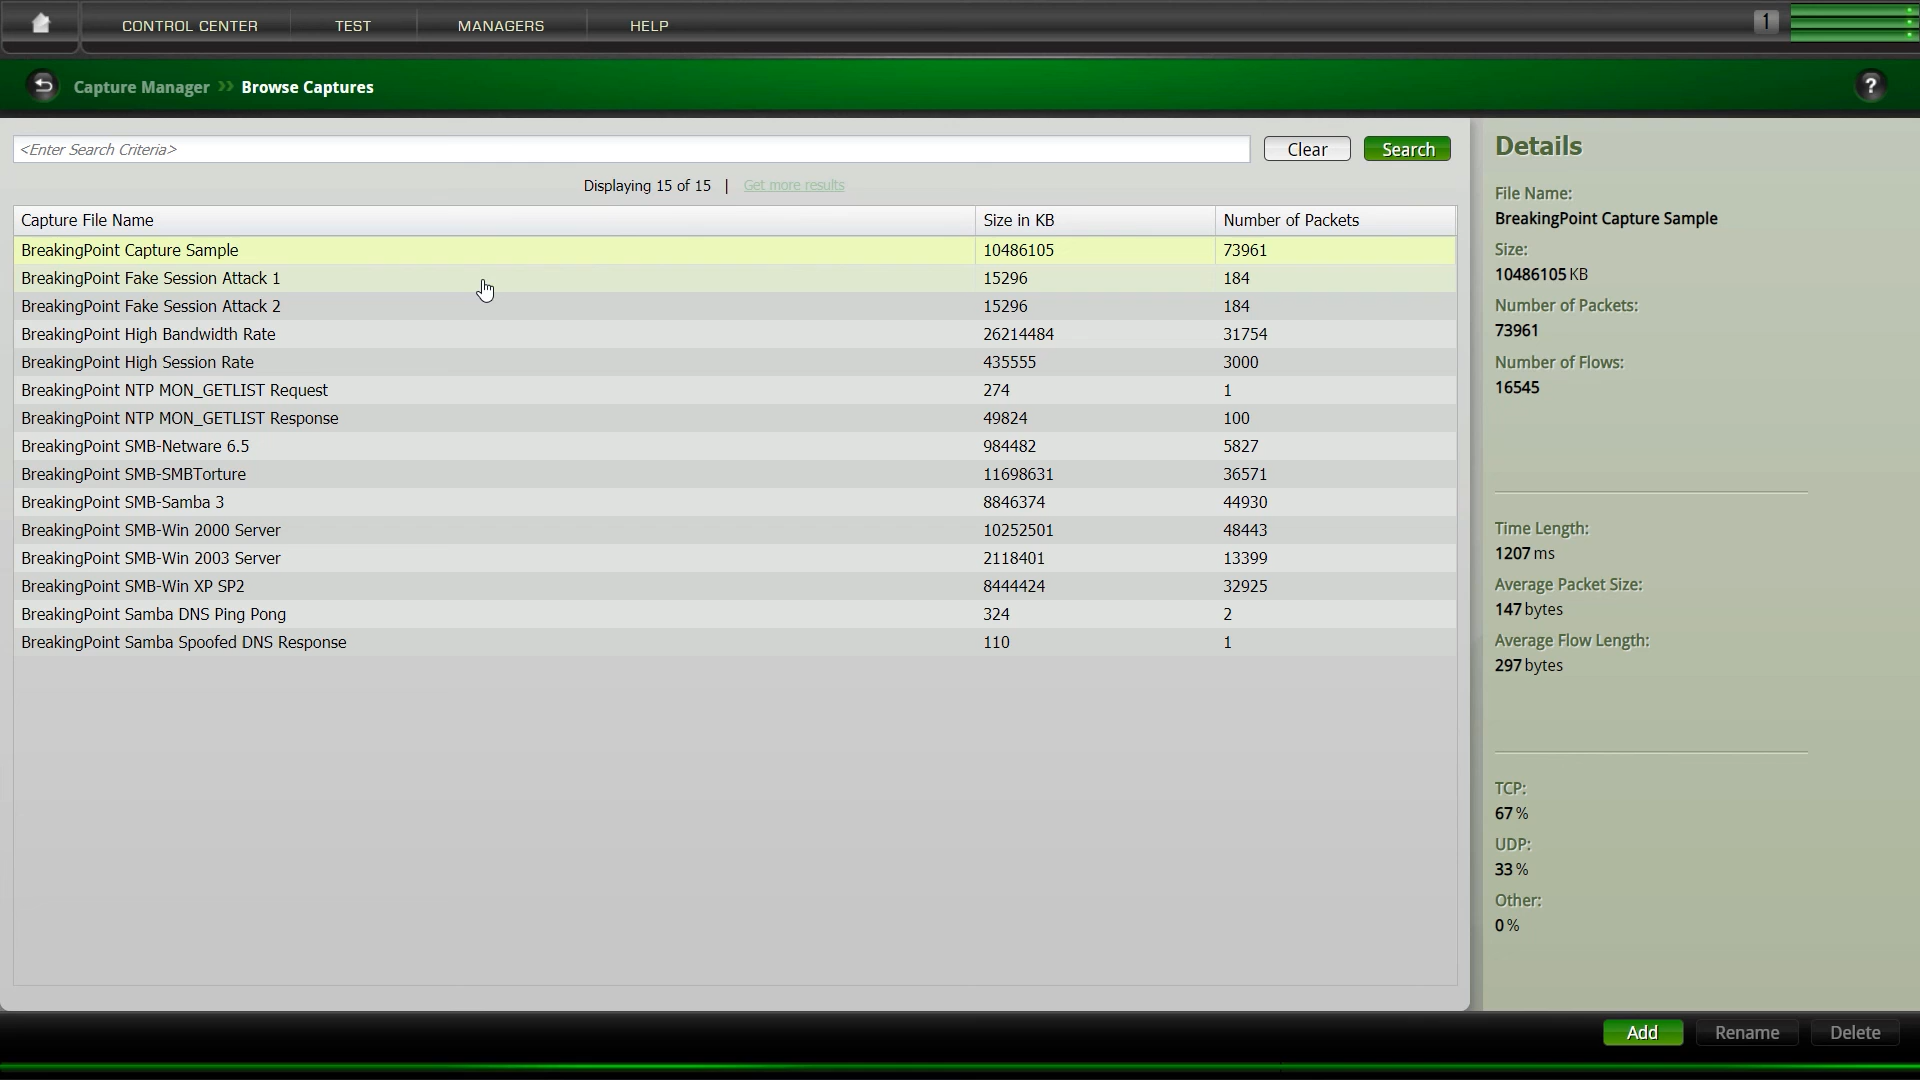 CONTROL CENTER TEST MANAGERS HELP 1
Capture Manager >> Browse Captures ?
<Enter Search Criteria> Clear Search
Displaying 15 of 15 | Get more results
Capture File Name Size in KB Number of Packets
BreakingPoint Capture Sample 10486105 73961
BreakingPoint Fake Session Attack 1 15296 184
BreakingPoint Fake Session Attack 2 15296 184
BreakingPoint High Bandwidth Rate 26214484 31754
BreakingPoint High Session Rate 435555 3000
BreakingPoint NTP MON_GETLIST Request 274 1
BreakingPoint NTP MON_GETLIST Response 49824 100
BreakingPoint SMB-Netware 6.5 984482 5827
BreakingPoint SMB-SMBTorture 11698631 36571
BreakingPoint SMB-Samba 3 8846374 44930
BreakingPoint SMB-Win 2000 Server 10252501 48443
BreakingPoint SMB-Win 2003 Server 2118401 13399
BreakingPoint SMB-Win XP SP2 8444424 32925
BreakingPoint Samba DNS Ping Pong 324 2
BreakingPoint Samba Spoofed DNS Response 110 1
Details
File Name:
BreakingPoint Capture Sample
Size:
10486105 KB
Number of Packets:
73961
Number of Flows:
16545
Time Length:
1207 ms
Average Packet Size:
147 bytes
Average Flow Length:
297 bytes
TCP:
67 %
UDP:
33 %
Other:
0 %
Add Rename Delete